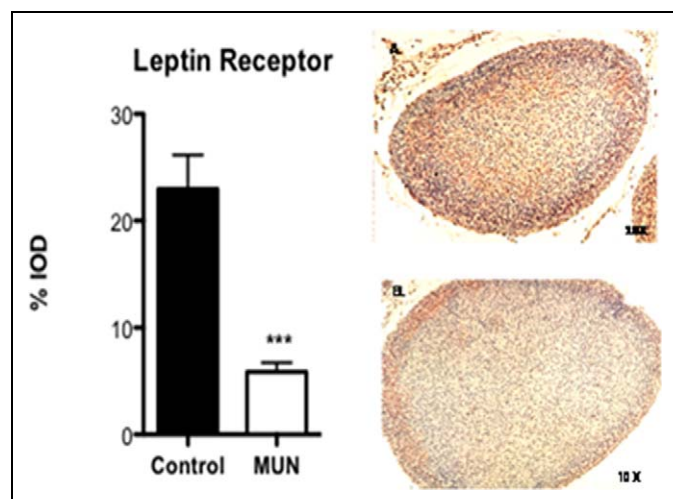 Leptin Receptor
% IOD
30
20
10
0
***
Control
MUN
A.
B.
10 X